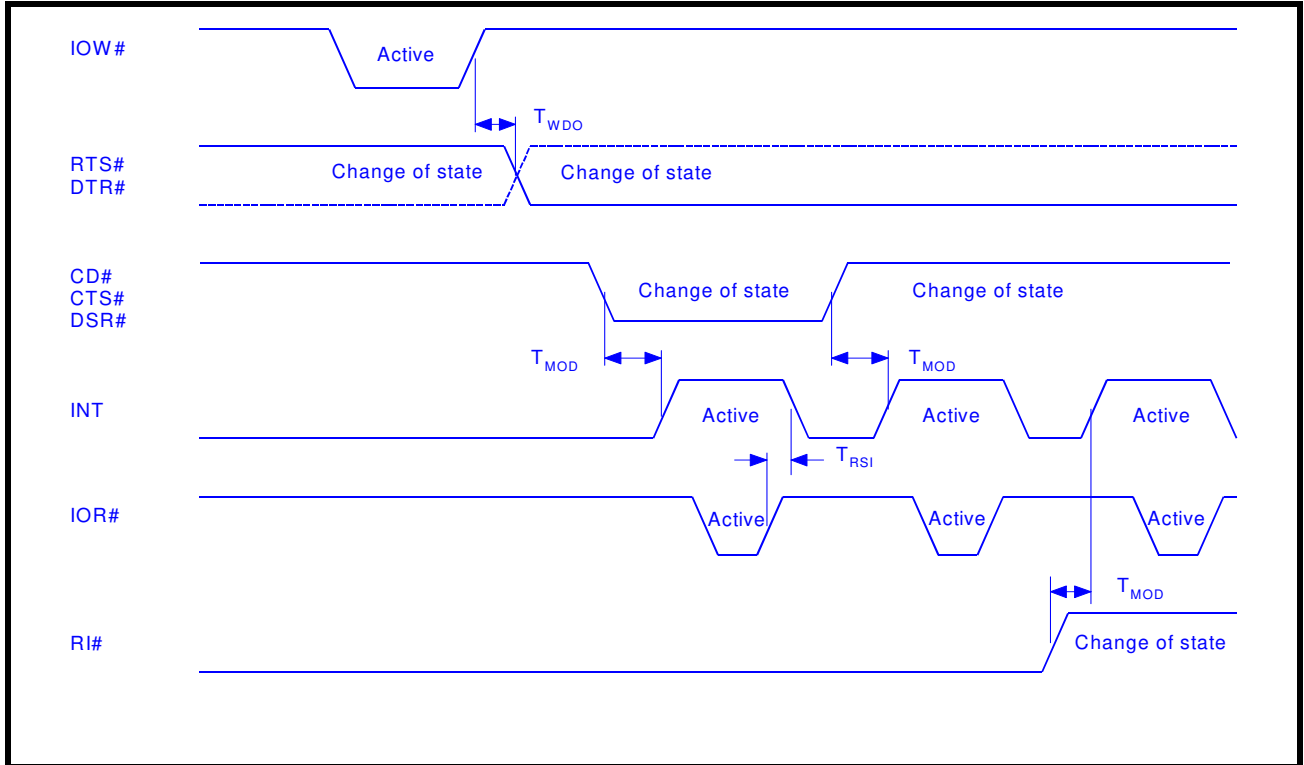 IOW#
Active
T_WDO
RTS#
DTR#
Change of state
Change of state
CD#
CTS#
DSR#
Change of state
Change of state
T_MOD
T_MOD
INT
Active
Active
Active
T_RSI
IOR#
Active
Active
Active
T_MOD
RI#
Change of state